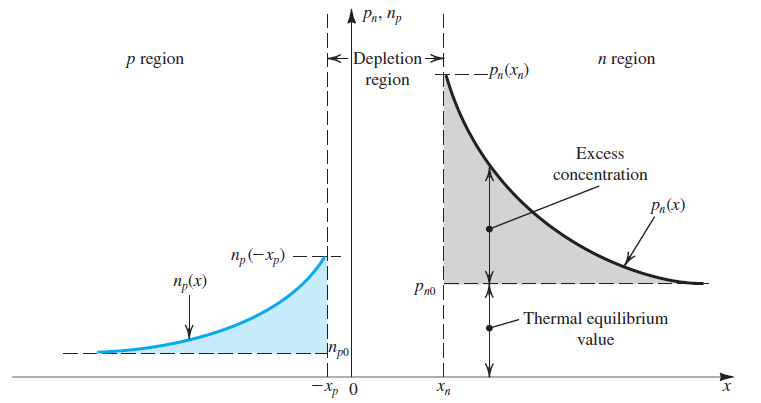 pₙ, nₚ
p region
Depletion
region
n region
pₙ(xₙ)
Excess
concentration
pₙ(x)
nₚ(−xₚ)
nₚ(x)
pₙ₀
nₚ₀
Thermal equilibrium
value
−xₚ
0
xₙ
x